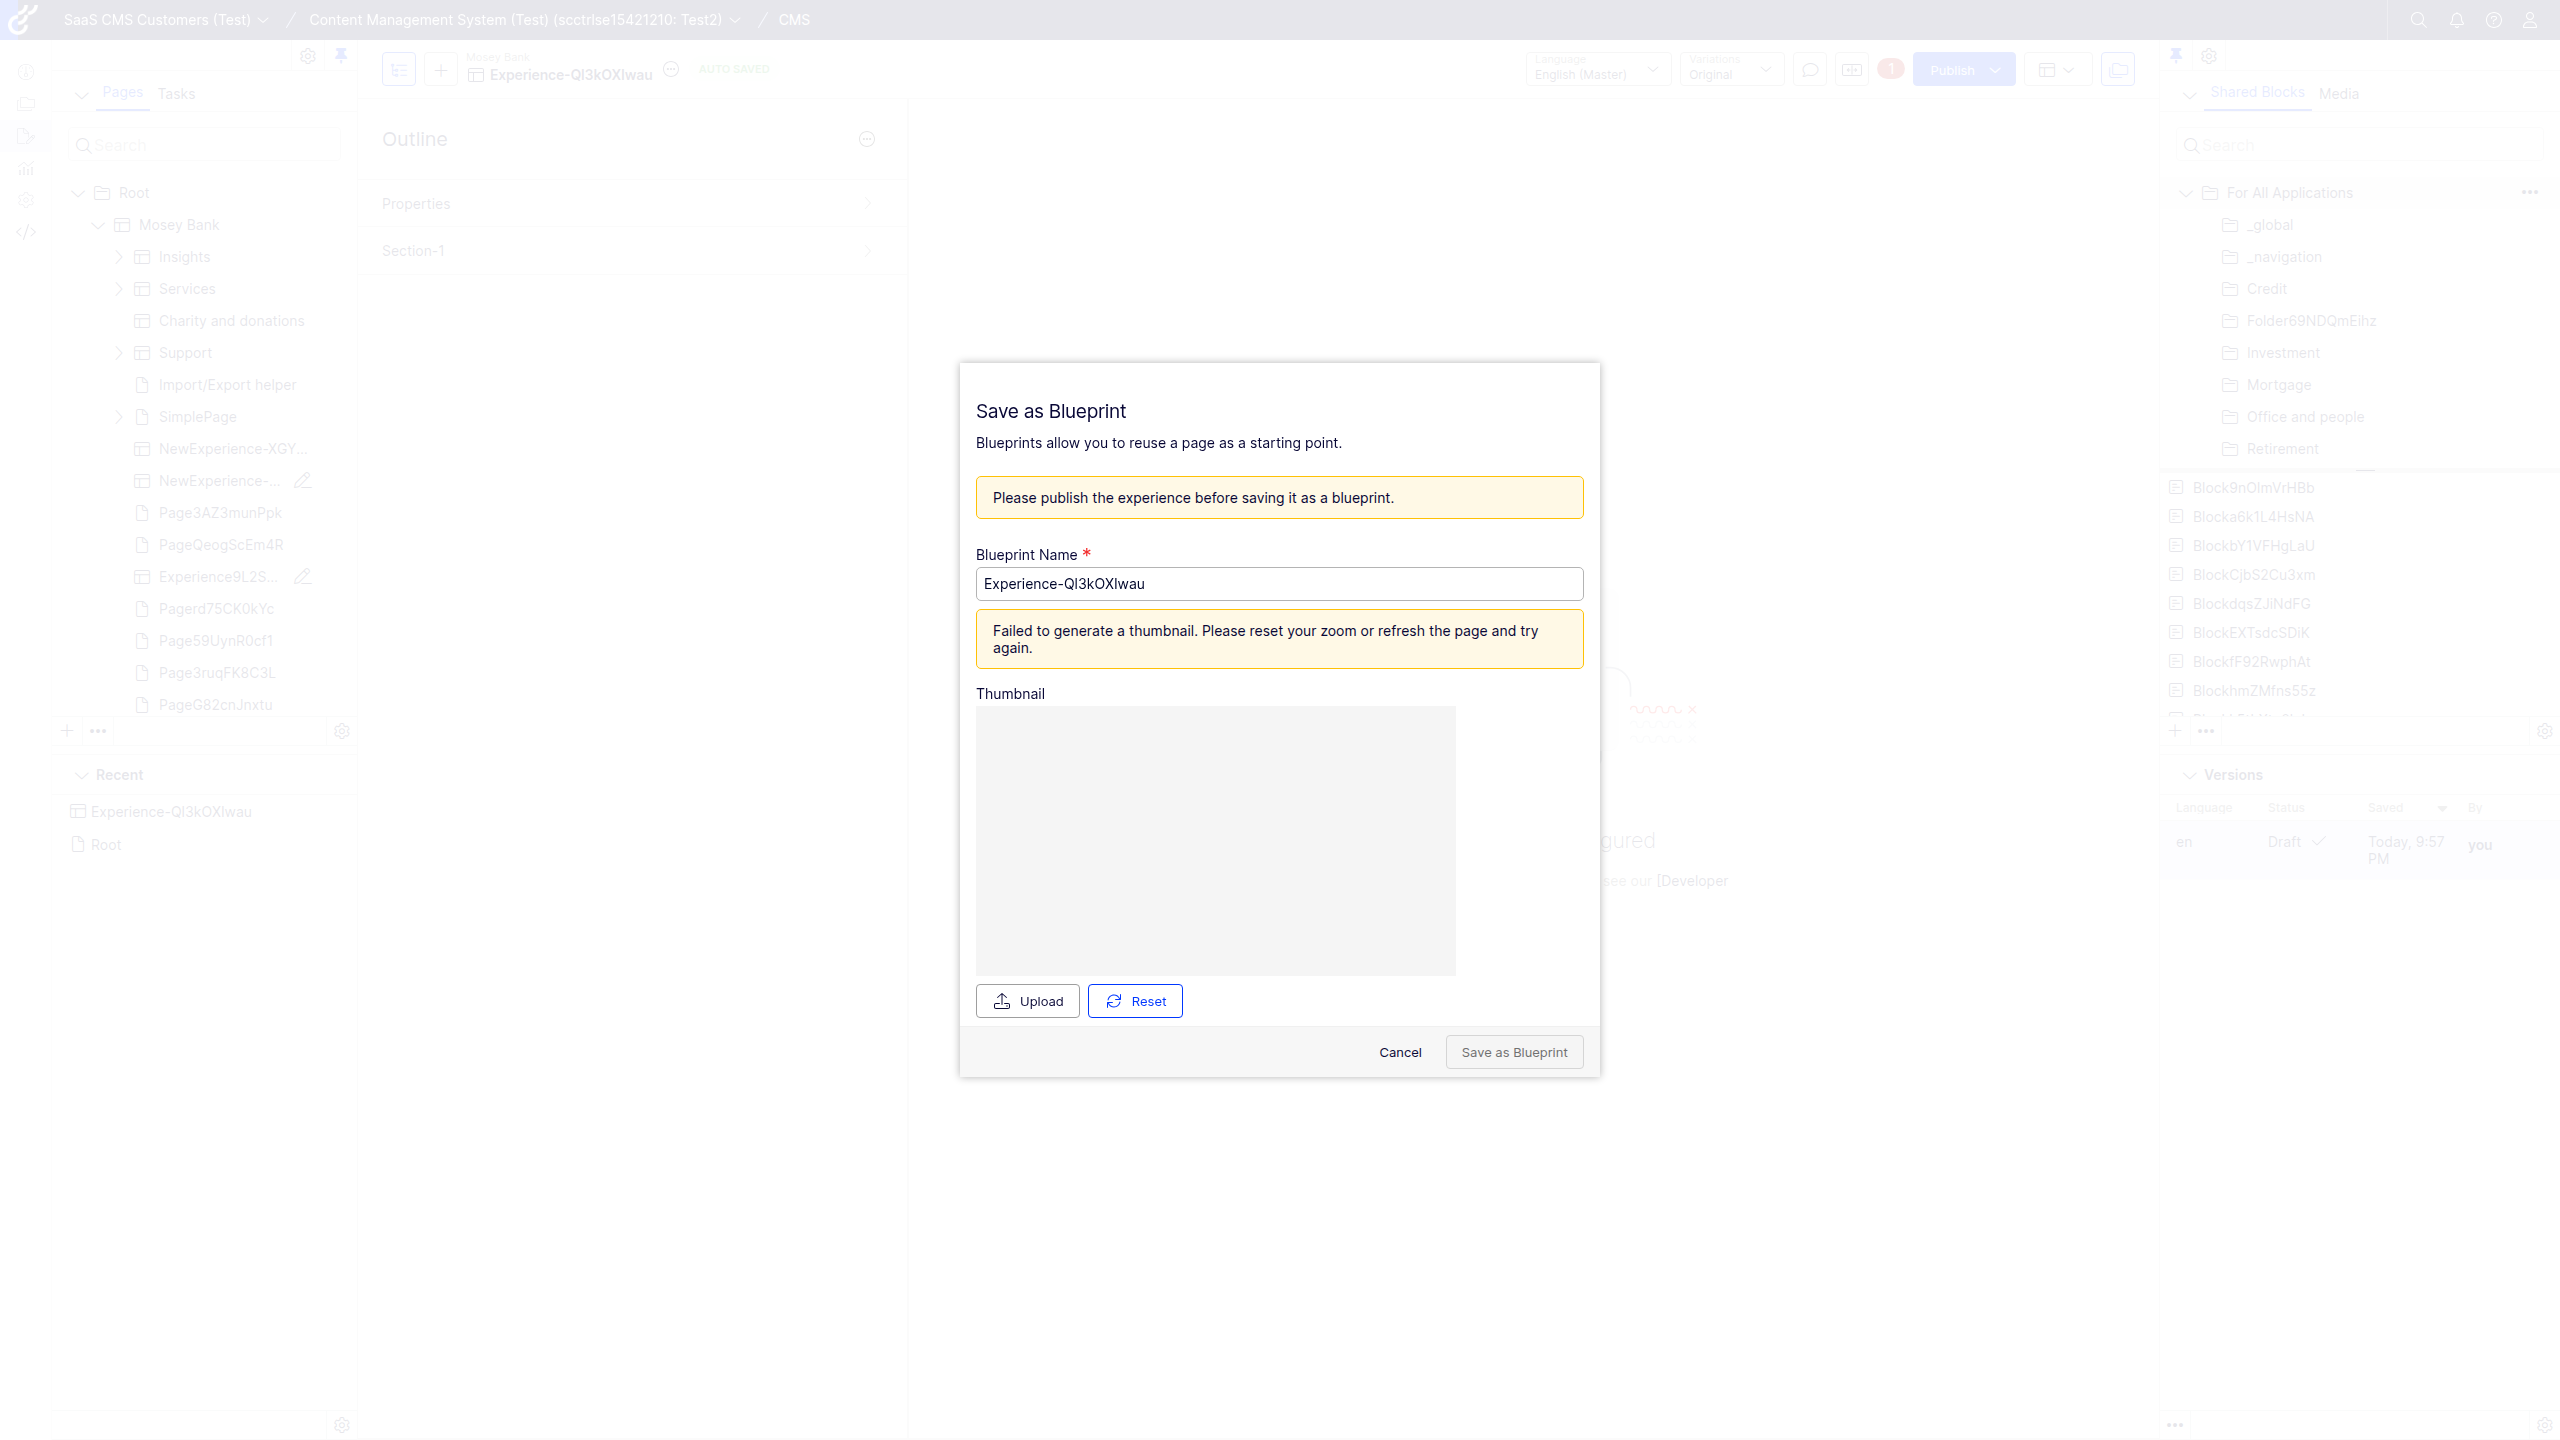 SaaS CMS Customers (Test) / Content Management System (Test) (scctrlse15421210: Test2) / CMS
Pages Tasks
Search
Root
Mosey Bank
Insights
Services
Charity and donations
Support
Import/Export helper
SimplePage
NewExperience-XGY...
NewExperience-...
Page3AZ3munPpk
PageQeogScEm4R
Experience9L2S...
Pagerd75CK0kYc
Page59UynR0cf1
Page3ruqFK8C3L
PageG82cnJnxtu
Recent
Experience-Ql3kOXlwau
Root
Mosey Bank
Experience-Ql3kOXlwau
AUTO SAVED
Language
English (Master)
Variations
Original
1
Publish
Outline
Properties
Section-1
Save as Blueprint
Blueprints allow you to reuse a page as a starting point.
Please publish the experience before saving it as a blueprint.
Blueprint Name *
Experience-Ql3kOXlwau
Failed to generate a thumbnail. Please reset your zoom or refresh the page and try
again.
Thumbnail
Upload
Reset
Cancel
Save as Blueprint
gured
see our [Developer
Shared Blocks Media
Search
For All Applications
_global
_navigation
Credit
Folder69NDQmEihz
Investment
Mortgage
Office and people
Retirement
Block9nOlmVrHBb
Blocka6k1L4HsNA
BlockbY1VFHgLaU
BlockCjbS2Cu3xm
BlockdqsZJiNdFG
BlockEXTsdcSDiK
BlockfF92RwphAt
BlockhmZMfns55z
Versions
Language Status Saved By
en Draft Today, 9:57 you
PM